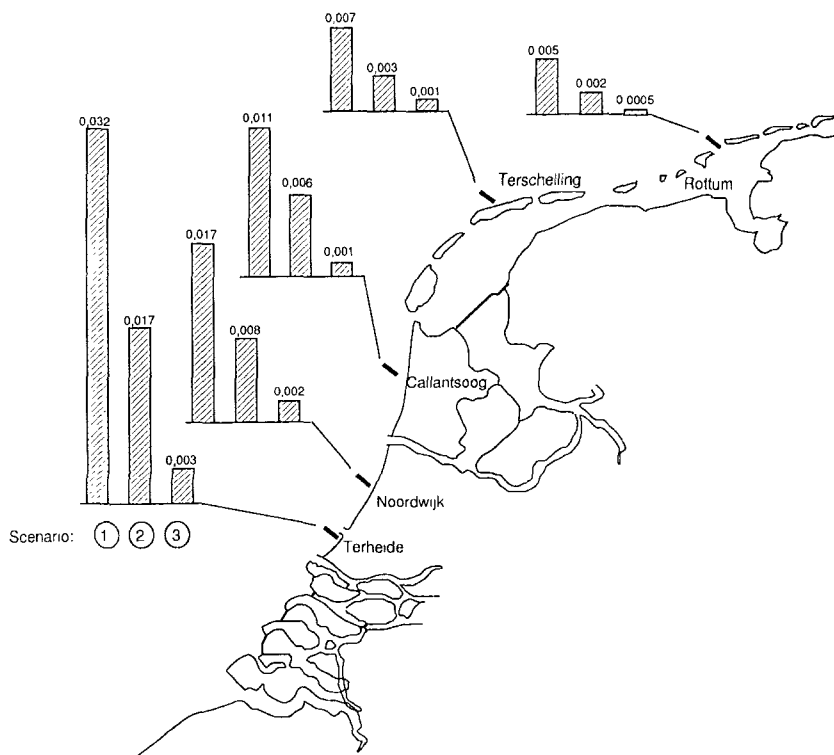 0,007
0,003
0,001
0 005
0 002
0 0005
0,032
0,017
0,003
0,011
0,006
0,001
0,017
0,008
0,002
Terschelling
Rottum
Callantsoog
Noordwijk
Terheide
Scenario: 1 2 3